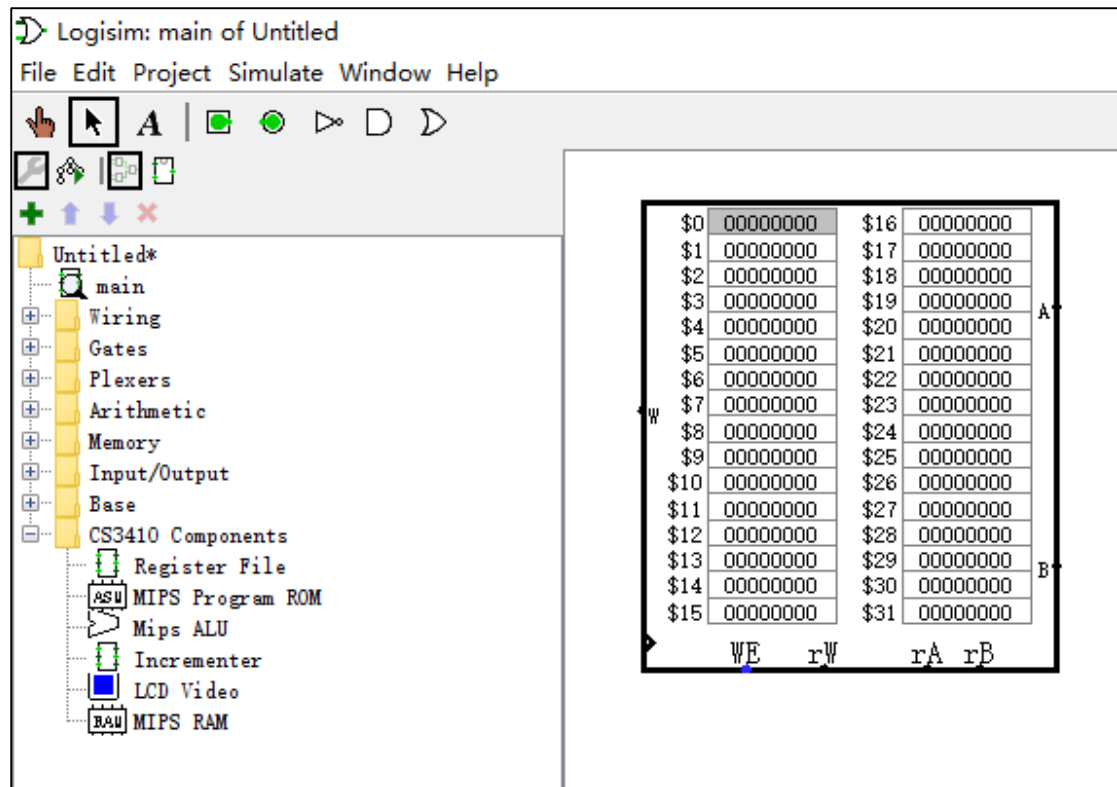 Logisim: main of Untitled
File Edit Project Simulate Window Help
A
Untitled*
main
Wiring
Gates
Plexers
Arithmetic
Memory
Input/Output
Base
CS3410 Components
Register File
ASM MIPS Program ROM
Mips ALU
Incrementer
LCD Video
RAM MIPS RAM
$0 00000000 $16 00000000
$1 00000000 $17 00000000
$2 00000000 $18 00000000
$3 00000000 $19 00000000
A
$4 00000000 $20 00000000
$5 00000000 $21 00000000
$6 00000000 $22 00000000
$7 00000000 $23 00000000
W
$8 00000000 $24 00000000
$9 00000000 $25 00000000
$10 00000000 $26 00000000
$11 00000000 $27 00000000
$12 00000000 $28 00000000
$13 00000000 $29 00000000
B
$14 00000000 $30 00000000
$15 00000000 $31 00000000
WE rW rA rB